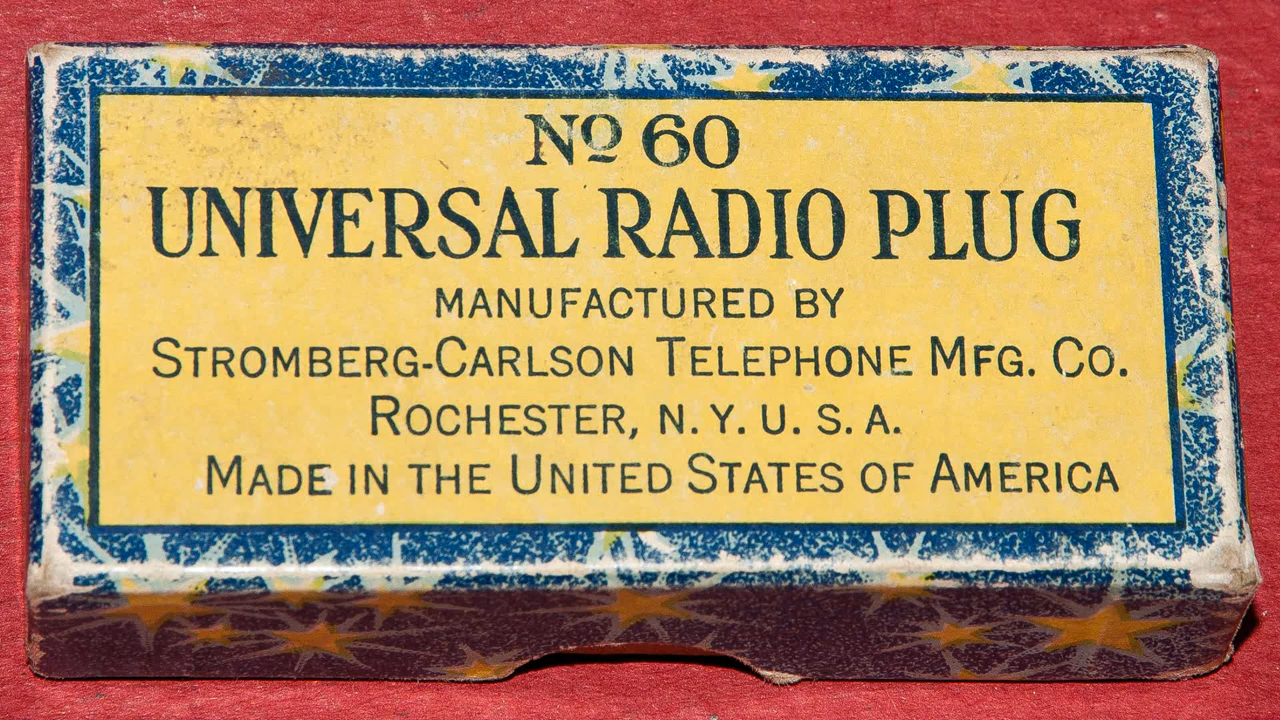 No 60
UNIVERSAL RADIO PLUG
MANUFACTURED BY
STROMBERG-CARLSON TELEPHONE MFG. CO.
ROCHESTER, N. Y. U. S. A.
MADE IN THE UNITED STATES OF AMERICA